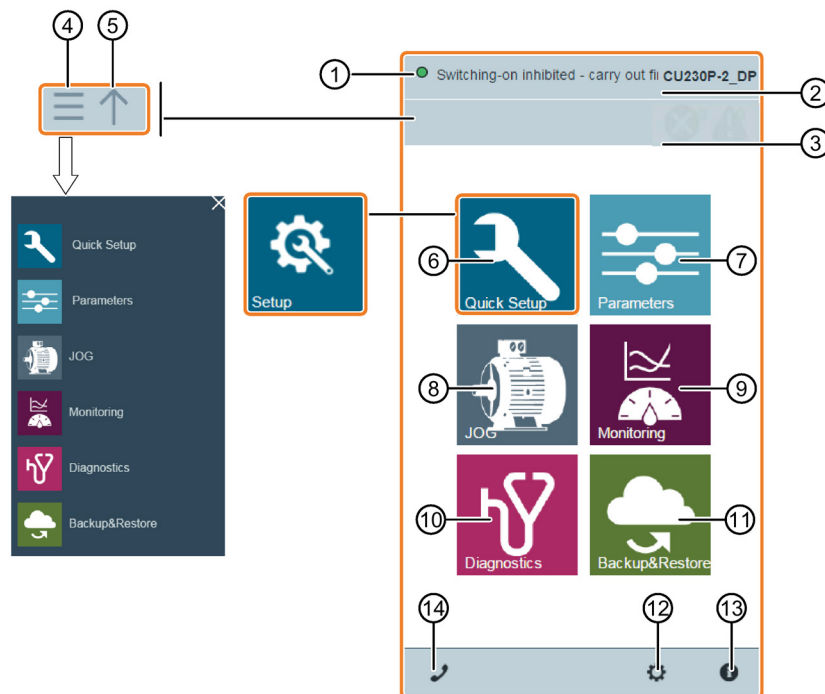 4
5
1
Switching-on inhibited - carry out fi CU230P-2_DP
2
3
Quick Setup
Parameters
JOG
Monitoring
Diagnostics
Backup&Restore
Setup
6
Quick Setup
7
Parameters
8
JOG
9
Monitoring
10
Diagnostics
11
Backup&Restore
14
12
13